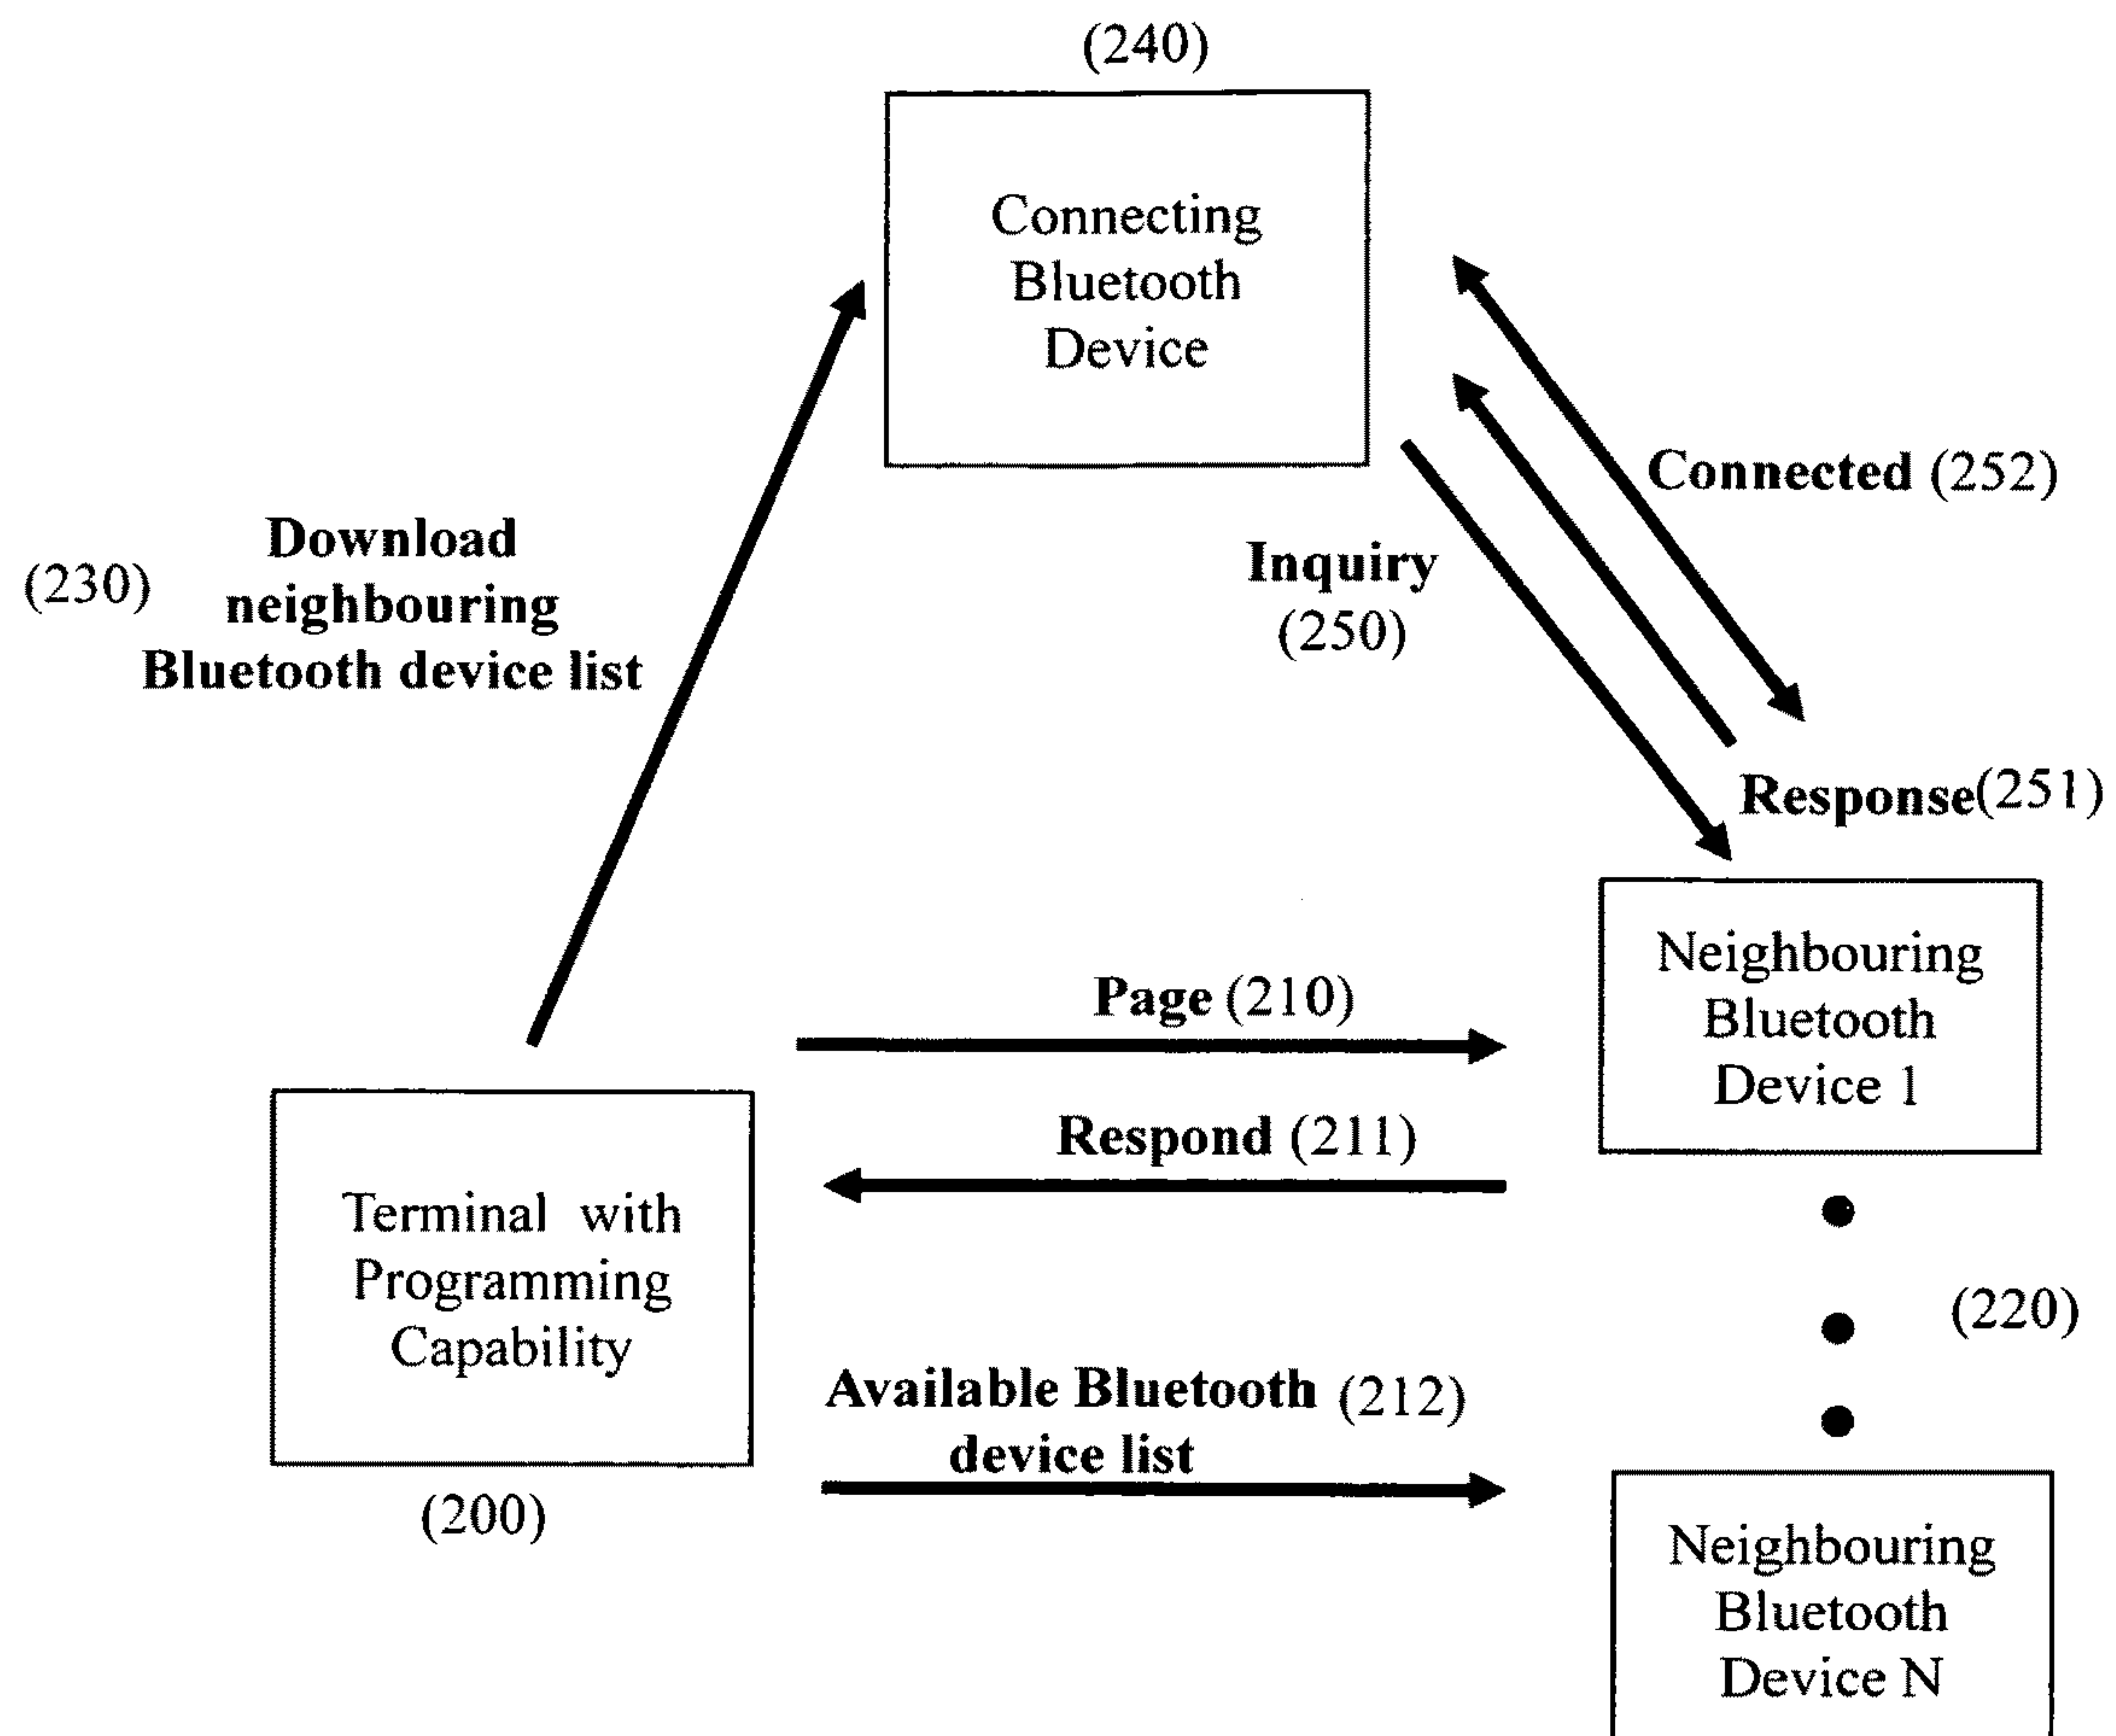 (240)
Connecting
Bluetooth
Device
Connected (252)
Inquiry
(250)
Download
(230) neighbouring
Bluetooth device list
Response(251)
Page (210)
Neighbouring
Bluetooth
Device 1
Respond (211)
Terminal with
Programming
Capability
(200)
(220)
Available Bluetooth (212)
device list
Neighbouring
Bluetooth
Device N